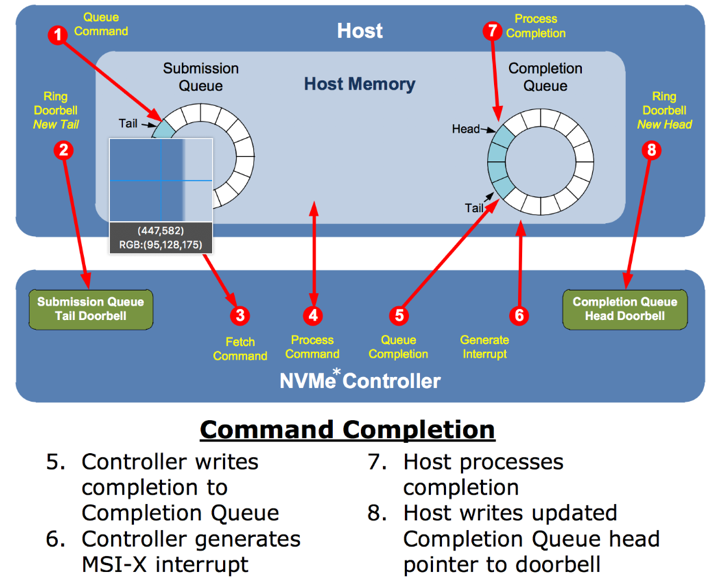 Queue
Command
1
Host
7
Process
Completion
Submission
Queue
Host Memory
Completion
Queue
Ring
Doorbell
New Tail
2
Tail
Head
Tail
Ring
Doorbell
New Head
8
(447,582)
RGB:(95,128,175)
Submission Queue
Tail Doorbell
3
Fetch
Command
4
Process
Command
5
Queue
Completion
6
Generate
Interrupt
Completion Queue
Head Doorbell
NVMe* Controller
Command Completion
5. Controller writes
completion to
Completion Queue
6. Controller generates
MSI-X interrupt
7. Host processes
completion
8. Host writes updated
Completion Queue head
pointer to doorbell